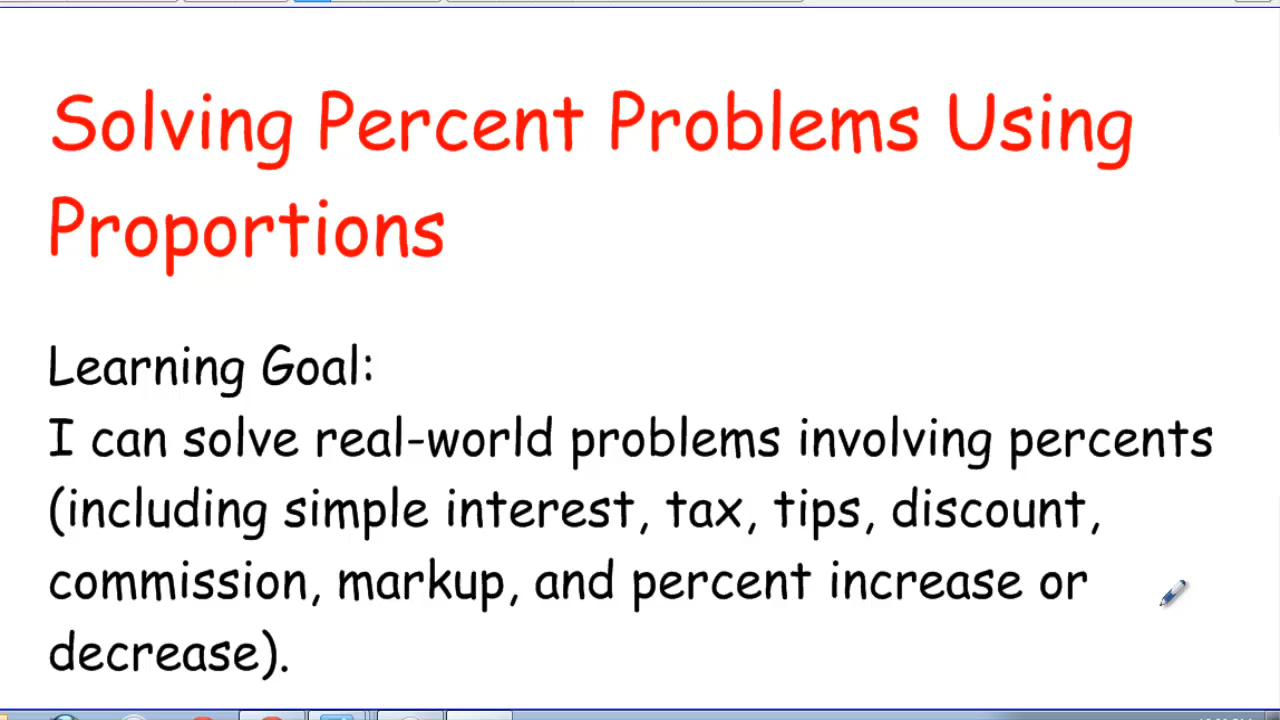 Solving Percent Problems Using
Proportions
Learning Goal:
I can solve real-world problems involving percents
(including simple interest, tax, tips, discount,
commission, markup, and percent increase or
decrease).